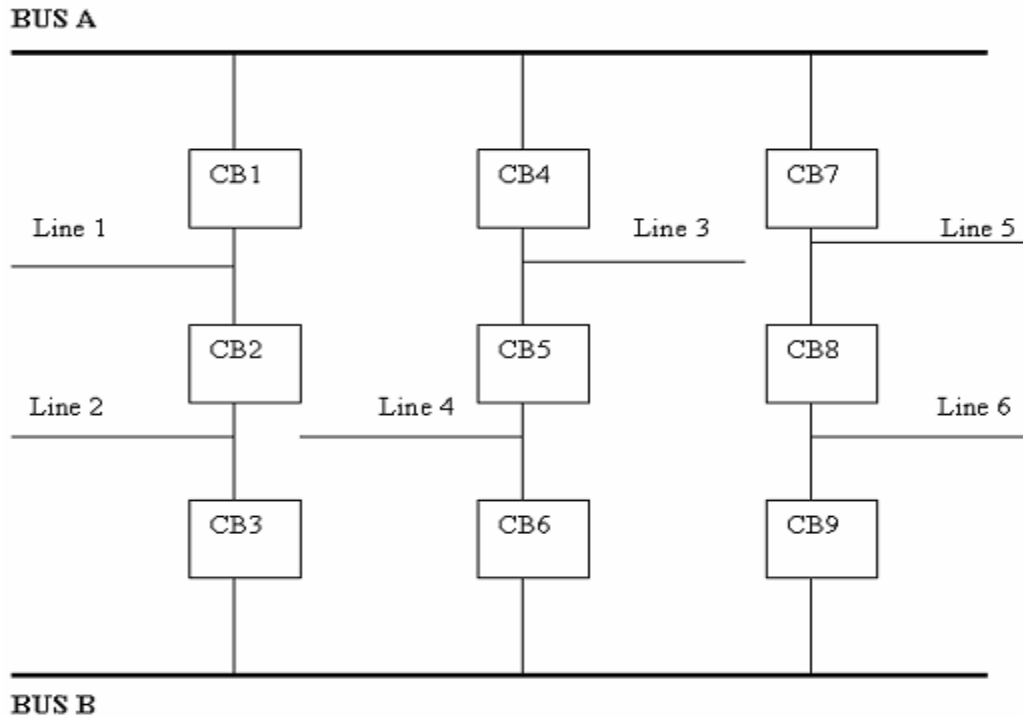 BUS A
CB1
CB4
CB7
Line 1
Line 3
Line 5
CB2
CB5
CB8
Line 2
Line 4
Line 6
CB3
CB6
CB9
BUS B